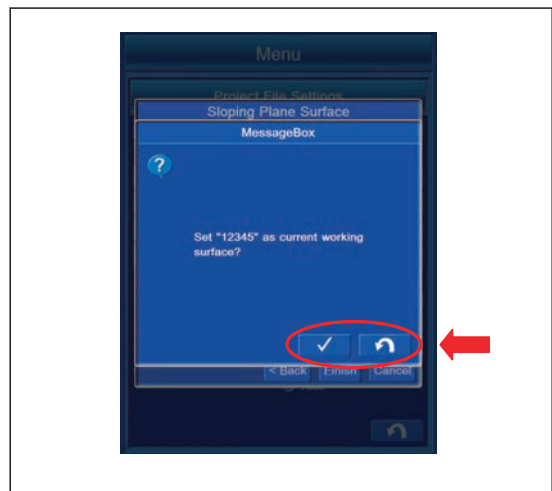 Menu
Project File Settings
Sloping Plane Surface
MessageBox
?
Set "12345" as current working
surface?
< Back Finish Cancel